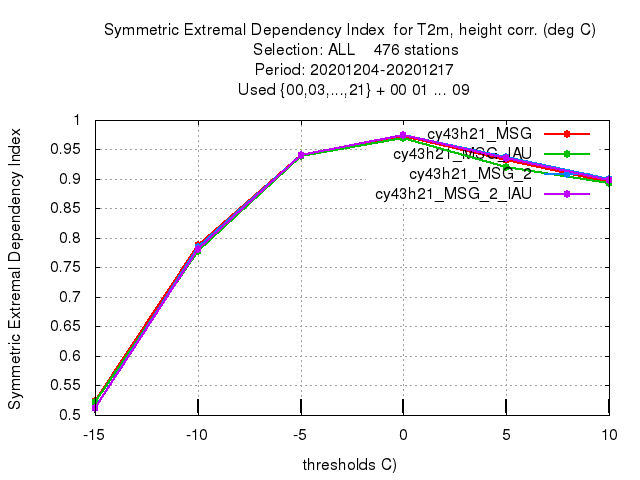 Symmetric Extremal Dependency Index  for T2m, height corr. (deg C)
Selection: ALL    476 stations
Period: 20201204-20201217
Used {00,03,...,21} + 00 01 ... 09
Symmetric Extremal Dependency Index
1
0.95
0.9
0.85
0.8
0.75
0.7
0.65
0.6
0.55
0.5
cy43h21_MSG
cy43h21_MSG_IAU
cy43h21_MSG_2
cy43h21_MSG_2_IAU
-15 -10 -5 0 5 10
thresholds C)